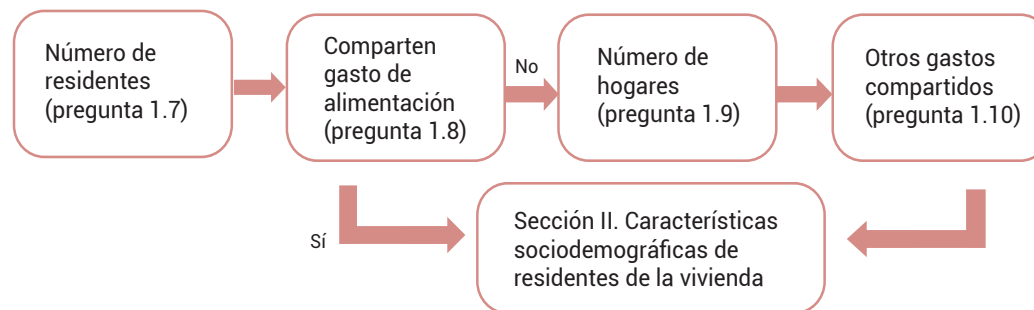 Número de
residentes
(pregunta 1.7)
Comparten
gasto de
alimentación
(pregunta 1.8)
No
Número de
hogares
(pregunta 1.9)
Otros gastos
compartidos
(pregunta 1.10)
Sí
Sección II. Características
sociodemográficas de
residentes de la vivienda